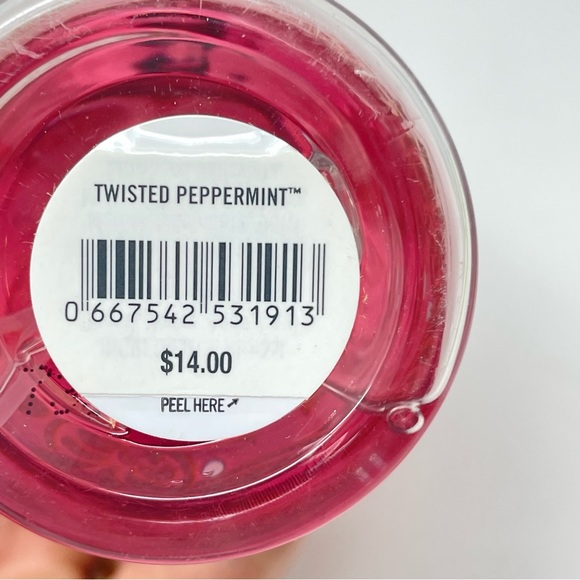 TWISTED PEPPERMINT™
0 667542 531913
$14.00
PEEL HERE ↗